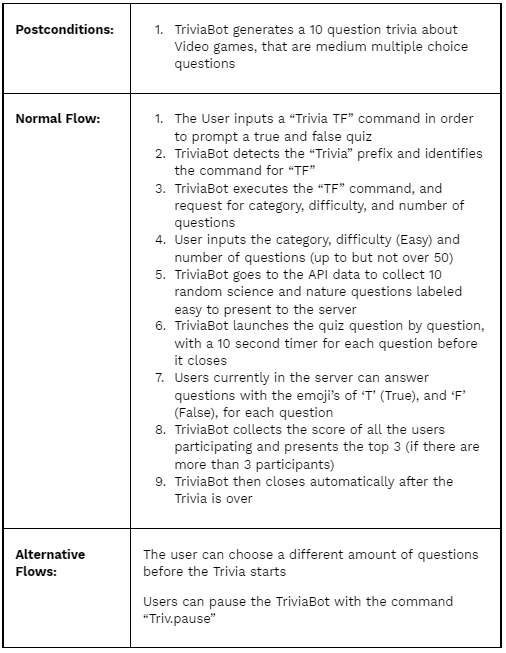 Postconditions:
1. TriviaBot generates a 10 question trivia about
Video games, that are medium multiple choice
questions
Normal Flow:
1. The User inputs a “Trivia TF” command in order
to prompt a true and false quiz
2. TriviaBot detects the “Trivia” prefix and identifies
the command for “TF”
3. TriviaBot executes the “TF” command, and
request for category, difficulty, and number of
questions
4. User inputs the category, difficulty (Easy) and
number of questions (up to but not over 50)
5. TriviaBot goes to the API data to collect 10
random science and nature questions labeled
easy to present to the server
6. TriviaBot launches the quiz question by question,
with a 10 second timer for each question before
it closes
7. Users currently in the server can answer
questions with the emoji’s of ‘T’ (True), and ‘F’
(False), for each question
8. TriviaBot collects the score of all the users
participating and presents the top 3 (if there are
more than 3 participants)
9. TriviaBot then closes automatically after the
Trivia is over
Alternative
Flows:
The user can choose a different amount of questions
before the Trivia starts
Users can pause the TriviaBot with the command
“Triv.pause”